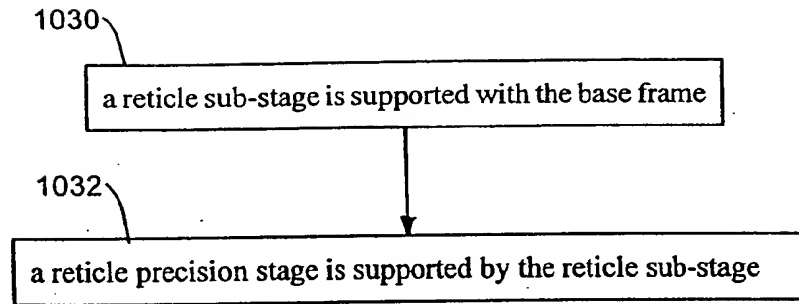 1030
a reticle sub-stage is supported with the base frame
1032
a reticle precision stage is supported by the reticle sub-stage